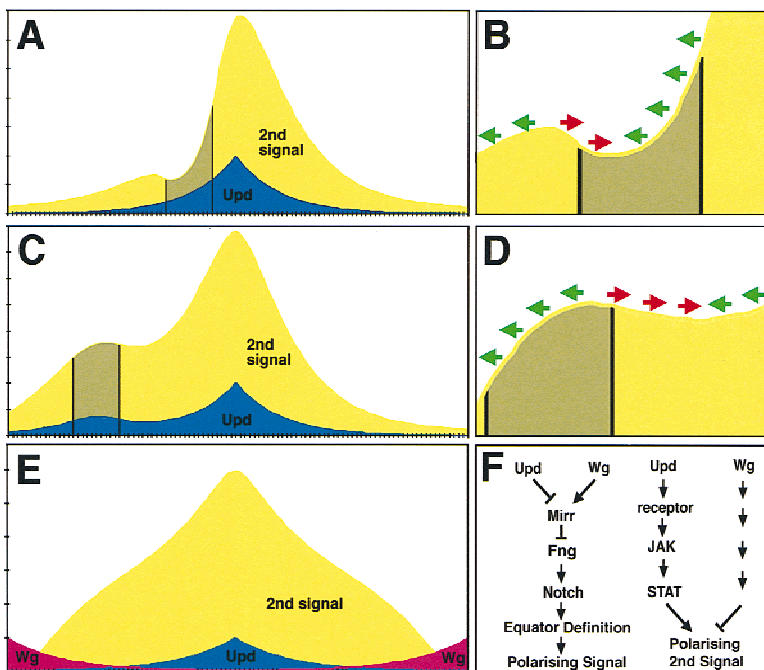 A
2nd
signal
Upd
B
C
2nd
signal
Upd
D
E
2nd signal
Wg
Upd
Wg
F
Upd Wg Upd Wg
Mirr receptor
Fng JAK
Notch STAT
Equator Definition
Polarising Signal
Polarising
2nd Signal